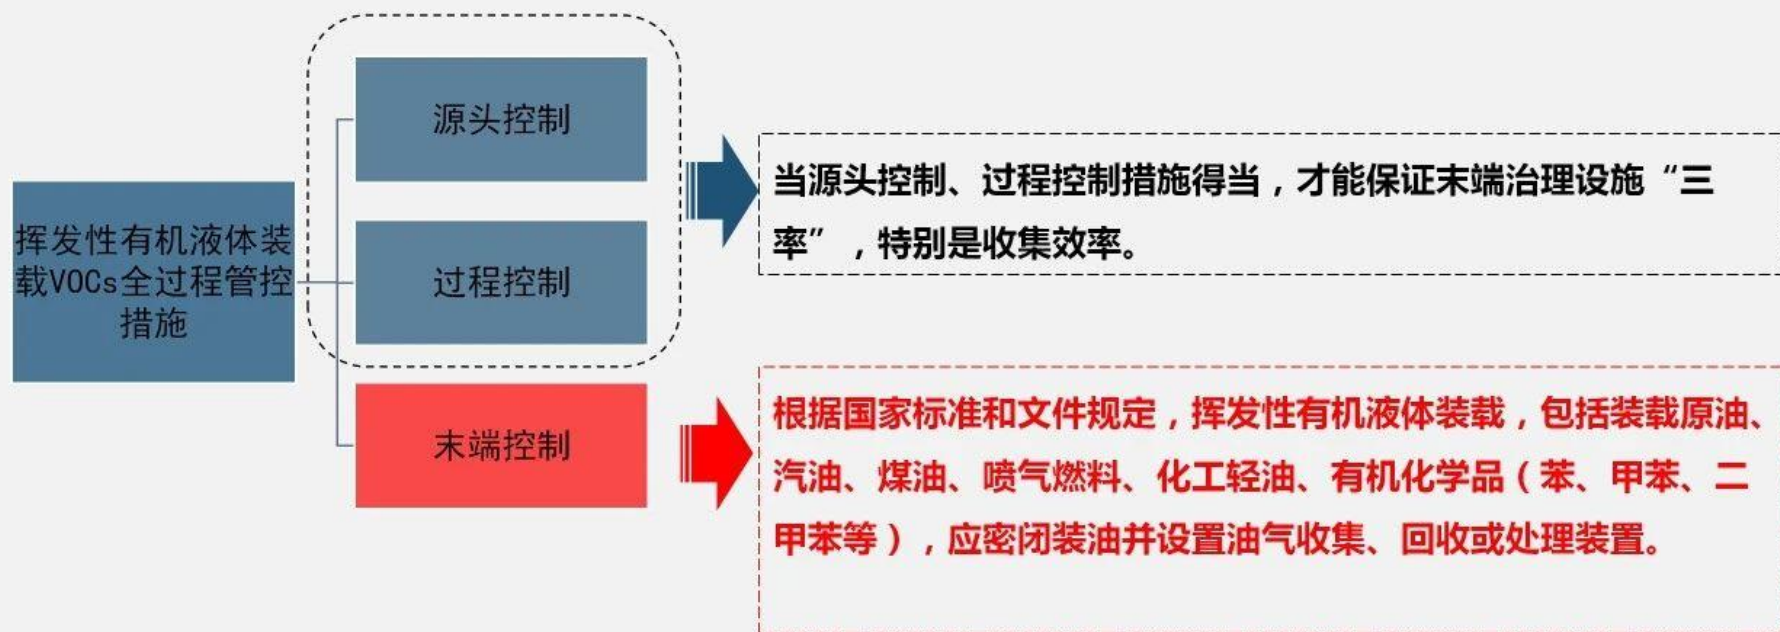 挥发性有机液体装
载VOCs全过程管控
措施
源头控制
过程控制
末端控制
当源头控制、过程控制措施得当，才能保证末端治理设施“三
率”，特别是收集效率。
根据国家标准和文件规定，挥发性有机液体装载，包括装载原油、
汽油、煤油、喷气燃料、化工轻油、有机化学品（苯、甲苯、二
甲苯等），应密闭装油并设置油气收集、回收或处理装置。